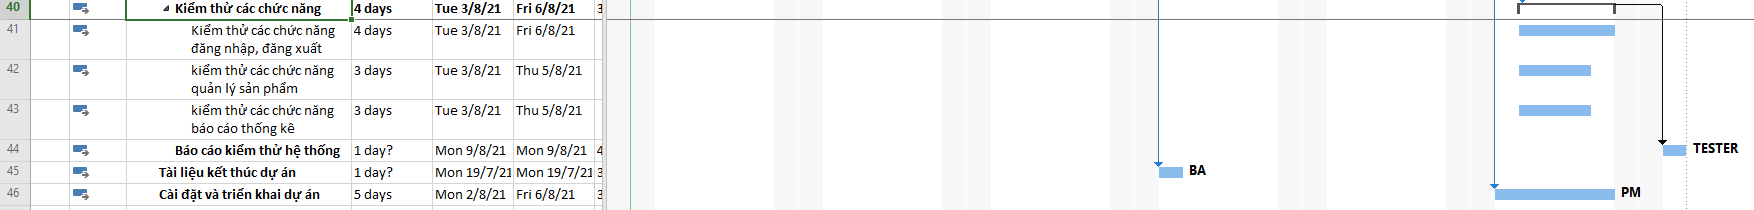 40 Kiểm thử các chức năng 4 days Tue 3/8/21 Fri 6/8/21 3
41 Kiểm thử các chức năng 4 days Tue 3/8/21 Fri 6/8/21
đăng nhập, đăng xuất
42 kiểm thử các chức năng 3 days Tue 3/8/21 Thu 5/8/21
quản lý sản phẩm
43 kiểm thử các chức năng 3 days Tue 3/8/21 Thu 5/8/21
báo cáo thống kê
44 Báo cáo kiểm thử hệ thống 1 day? Mon 9/8/21 Mon 9/8/21 4 TESTER
45 Tài liệu kết thúc dự án 1 day? Mon 19/7/21 Mon 19/7/21 3 BA
46 Cài đặt và triển khai dự án 5 days Mon 2/8/21 Fri 6/8/21 3 PM